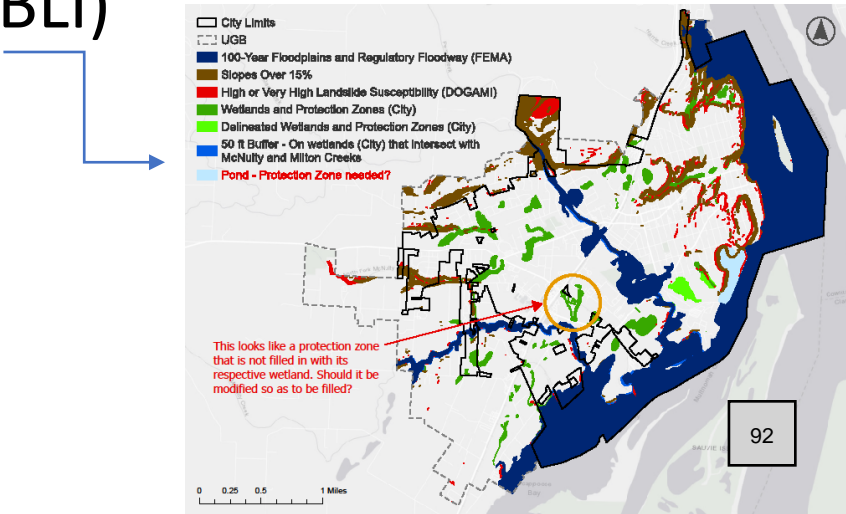 BLI)
City Limits
UGB
100-Year Floodplains and Regulatory Floodway (FEMA)
Slopes Over 15%
High or Very High Landslide Susceptibility (DOGAMI)
Wetlands and Protection Zones (City)
Delineated Wetlands and Protection Zones (City)
50 ft Buffer - On wetlands (City) that intersect with
McNulty and Milton Creeks
Pond - Protection Zone needed?
This looks like a protection zone
that is not filled in with its
respective wetland. Should it be
modified so as to be filled?
92
SAUVIE
Bay
0 0.25 0.5 1 Miles